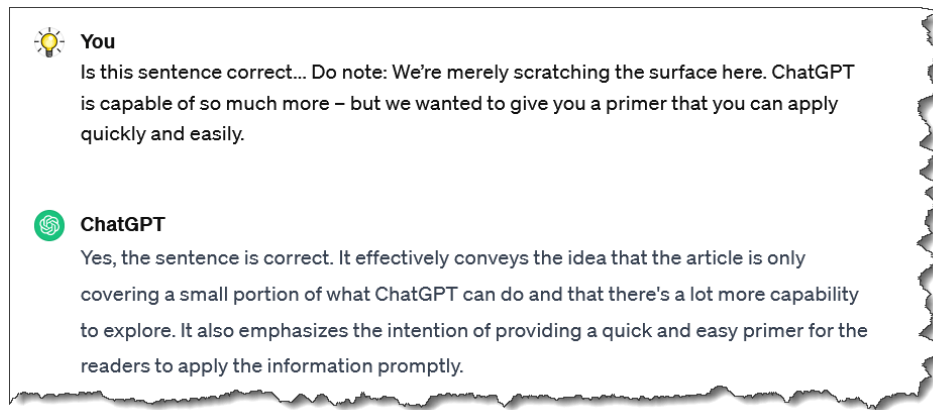 You
Is this sentence correct... Do note: We’re merely scratching the surface here. ChatGPT
is capable of so much more – but we wanted to give you a primer that you can apply
quickly and easily.
ChatGPT
Yes, the sentence is correct. It effectively conveys the idea that the article is only
covering a small portion of what ChatGPT can do and that there's a lot more capability
to explore. It also emphasizes the intention of providing a quick and easy primer for the
readers to apply the information promptly.